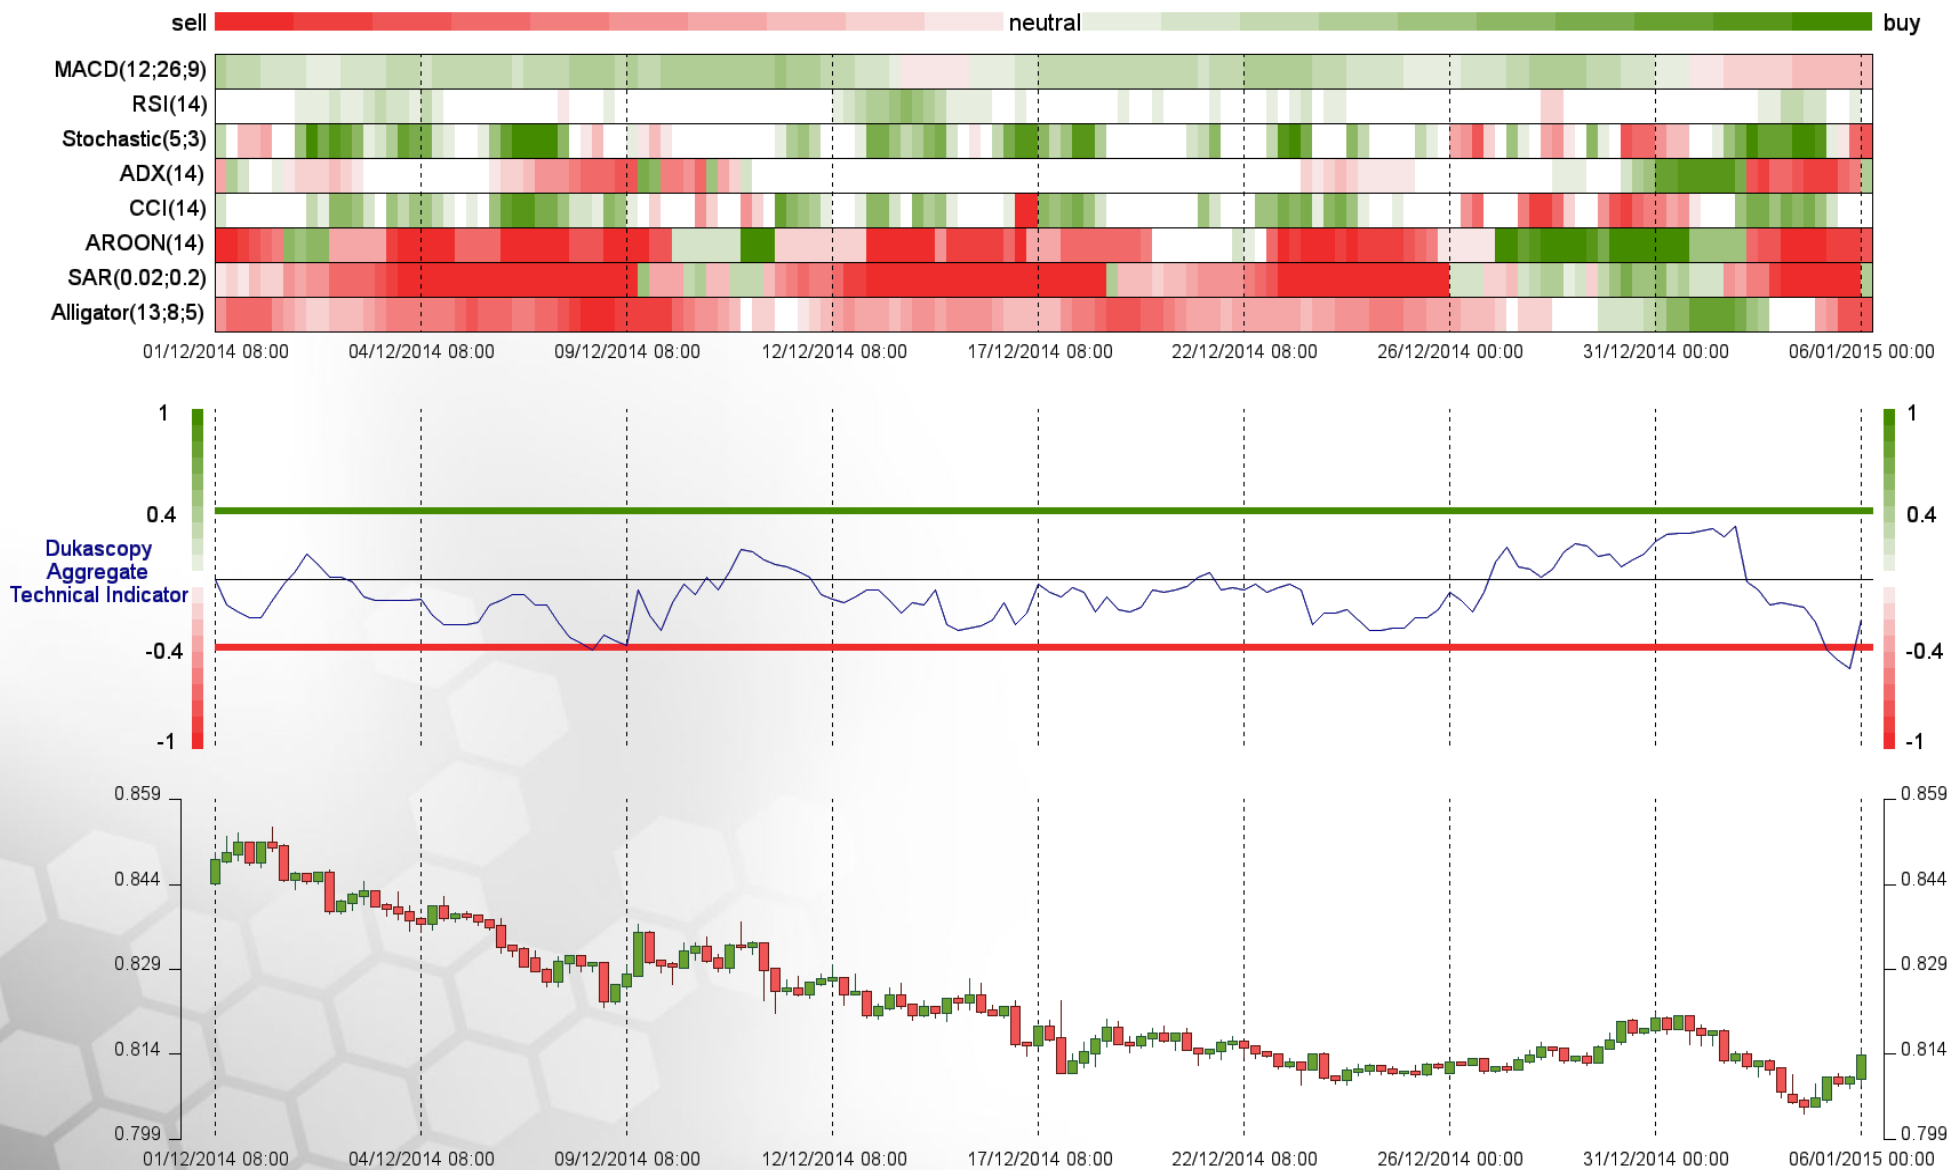 sell neutral buy
MACD(12;26;9)
RSI(14)
Stochastic(5;3)
ADX(14)
CCI(14)
AROON(14)
SAR(0.02;0.2)
Alligator(13;8;5)
01/12/2014 08:00 04/12/2014 08:00 09/12/2014 08:00 12/12/2014 08:00 17/12/2014 08:00 22/12/2014 08:00 26/12/2014 00:00 31/12/2014 00:00 06/01/2015 00:00
1 1
0.4 0.4
Dukascopy
Aggregate
Technical Indicator
-0.4 -0.4
-1 -1
0.859 0.859
0.844 0.844
0.829 0.829
0.814 0.814
0.799 0.799
01/12/2014 08:00 04/12/2014 08:00 09/12/2014 08:00 12/12/2014 08:00 17/12/2014 08:00 22/12/2014 08:00 26/12/2014 00:00 31/12/2014 00:00 06/01/2015 00:00